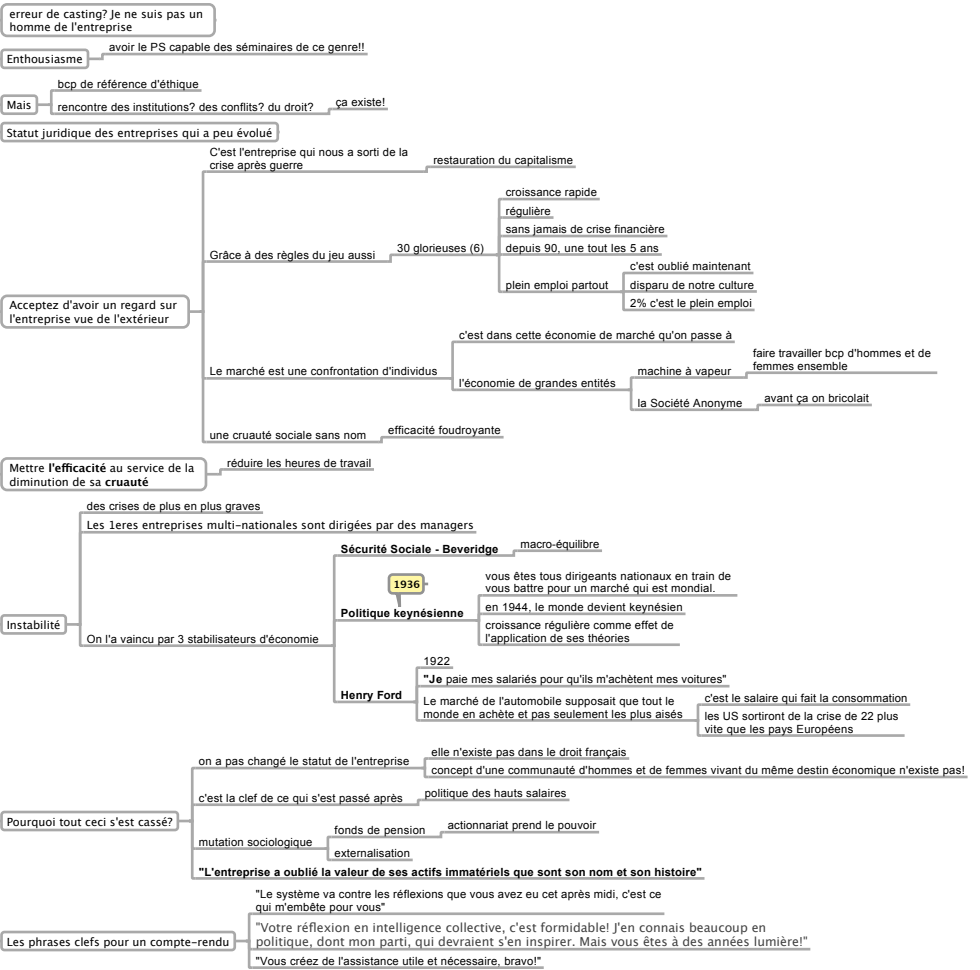 erreur de casting? Je ne suis pas un
homme de l'entreprise
Enthousiasme
avoir le PS capable des séminaires de ce genre!!
Mais
bcp de référence d'éthique
rencontre des institutions? des conflits? du droit?
ça existe!
Statut juridique des entreprises qui a peu évolué
Acceptez d'avoir un regard sur
l'entreprise vue de l'extérieur
C'est l'entreprise qui nous a sorti de la
crise après guerre
restauration du capitalisme
Grâce à des règles du jeu aussi
30 glorieuses (6)
croissance rapide
régulière
sans jamais de crise financière
depuis 90, une tout les 5 ans
plein emploi partout
c'est oublié maintenant
disparu de notre culture
2% c'est le plein emploi
Le marché est une confrontation d'individus
c'est dans cette économie de marché qu'on passe à
l'économie de grandes entités
machine à vapeur
faire travailler bcp d'hommes et de
femmes ensemble
la Société Anonyme
avant ça on bricolait
une cruauté sociale sans nom
efficacité foudroyante
Mettre l'efficacité au service de la
diminution de sa cruauté
réduire les heures de travail
Instabilité
des crises de plus en plus graves
Les 1eres entreprises multi-nationales sont dirigées par des managers
On l'a vaincu par 3 stabilisateurs d'économie
Sécurité Sociale - Beveridge
macro-équilibre
1936
Politique keynésienne
vous êtes tous dirigeants nationaux en train de
vous battre pour un marché qui est mondial.
en 1944, le monde devient keynésien
croissance régulière comme effet de
l'application de ses théories
Henry Ford
1922
"Je paie mes salariés pour qu'ils m'achètent mes voitures"
Le marché de l'automobile supposait que tout le
monde en achète et pas seulement les plus aisés
c'est le salaire qui fait la consommation
les US sortiront de la crise de 22 plus
vite que les pays Européens
Pourquoi tout ceci s'est cassé?
on a pas changé le statut de l'entreprise
elle n'existe pas dans le droit français
concept d'une communauté d'hommes et de femmes vivant du même destin économique n'existe pas!
c'est la clef de ce qui s'est passé après
politique des hauts salaires
mutation sociologique
fonds de pension
actionnariat prend le pouvoir
externalisation
"L'entreprise a oublié la valeur de ses actifs immatériels que sont son nom et son histoire"
Les phrases clefs pour un compte-rendu
"Le système va contre les réflexions que vous avez eu cet après midi, c'est ce
qui m'embête pour vous"
"Votre réflexion en intelligence collective, c'est formidable! J'en connais beaucoup en
politique, dont mon parti, qui devraient s'en inspirer. Mais vous êtes à des années lumière!"
"Vous créez de l'assistance utile et nécessaire, bravo!"